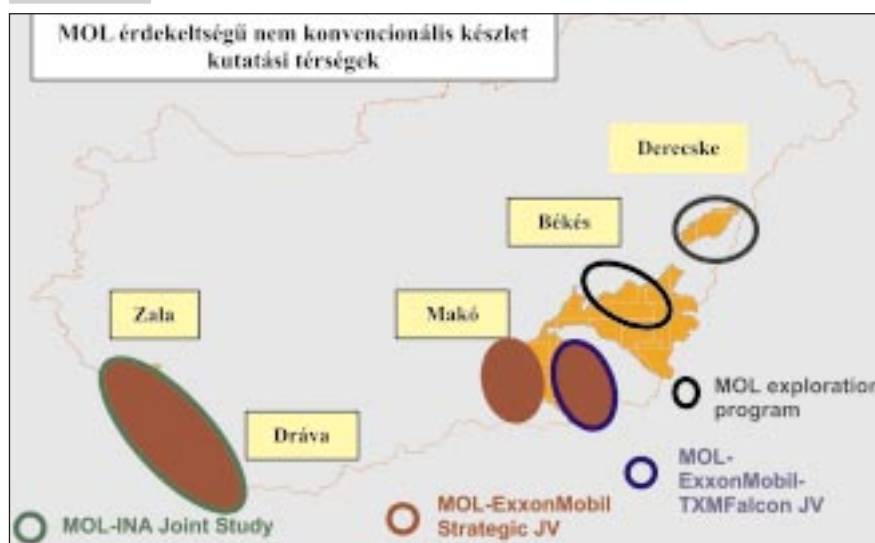 MOL érdekeltségű nem konvencionális készlet
kutatási térségek
Derecske
Békés
Zala
Makó
Dráva
MOL exploration
program
MOL-
ExxonMobil-
TXMFalcon JV
MOL-ExxonMobil
Strategic JV
MOL-INA Joint Study